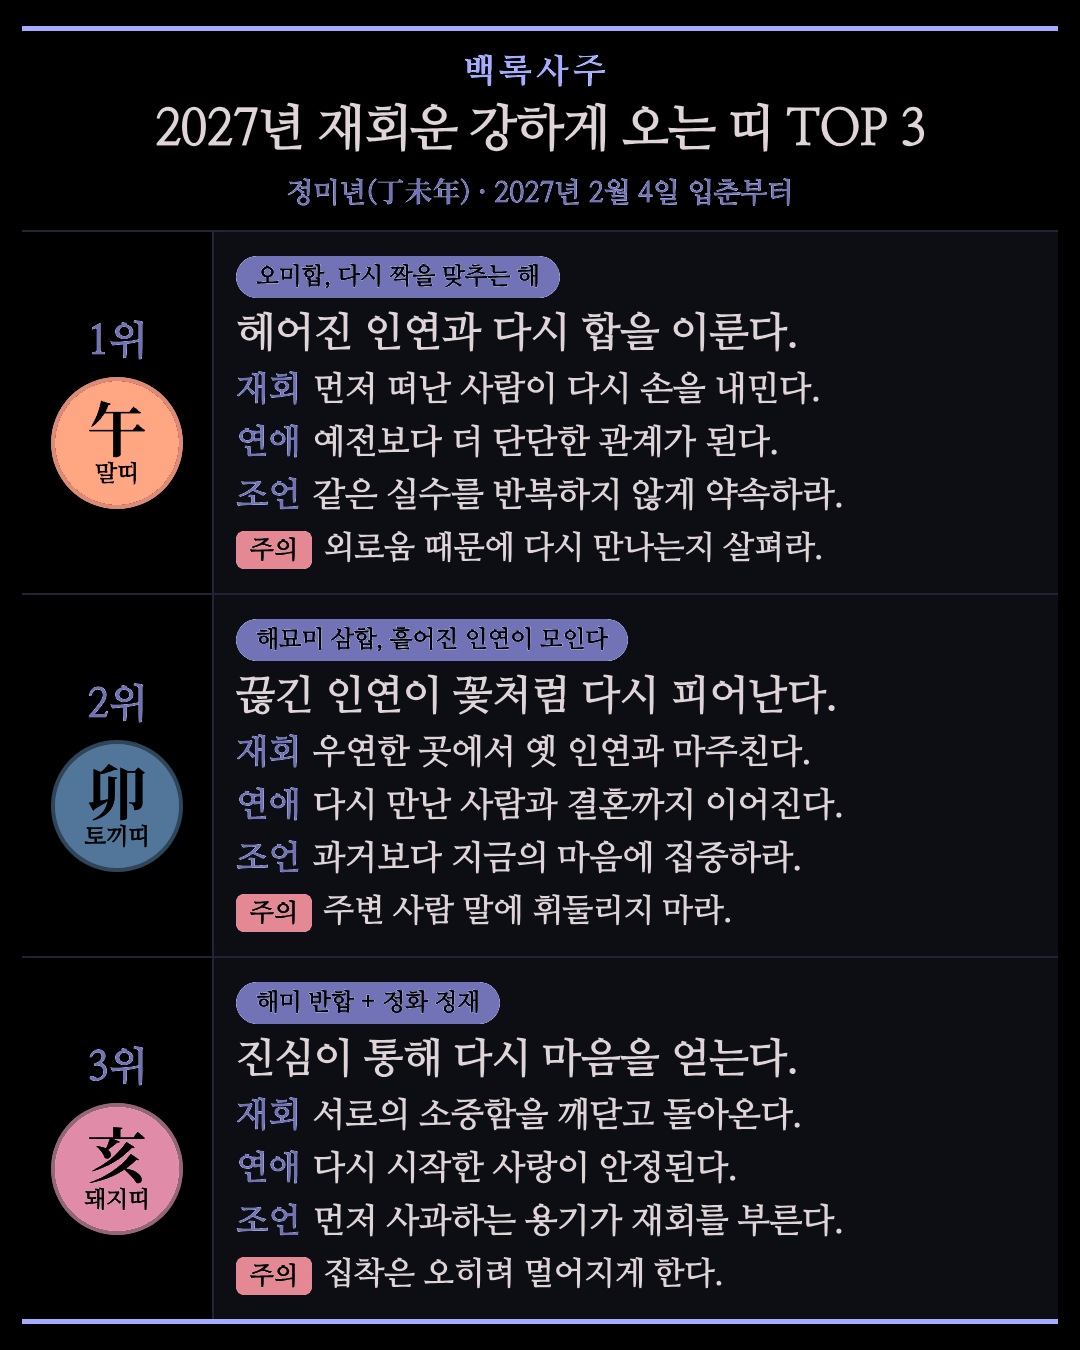 백록사주
2027년 재회운 강하게 오는 띠 TOP 3
정미년(丁未年) · 2027년 2월 4일 입춘부터
1위
午
말띠
오미합, 다시 짝을 맞추는 해
헤어진 인연과 다시 합을 이룬다.
재회 먼저 떠난 사람이 다시 손을 내민다.
연애 예전보다 더 단단한 관계가 된다.
조언 같은 실수를 반복하지 않게 약속하라.
주의 외로움 때문에 다시 만나는지 살펴라.
2위
卯
토끼띠
해묘미 삼합, 흩어진 인연이 모인다
끊긴 인연이 꽃처럼 다시 피어난다.
재회 우연한 곳에서 옛 인연과 마주친다.
연애 다시 만난 사람과 결혼까지 이어진다.
조언 과거보다 지금의 마음에 집중하라.
주의 주변 사람 말에 휘둘리지 마라.
3위
亥
돼지띠
해미 반합 + 정화 정재
진심이 통해 다시 마음을 얻는다.
재회 서로의 소중함을 깨닫고 돌아온다.
연애 다시 시작한 사랑이 안정된다.
조언 먼저 사과하는 용기가 재회를 부른다.
주의 집착은 오히려 멀어지게 한다.